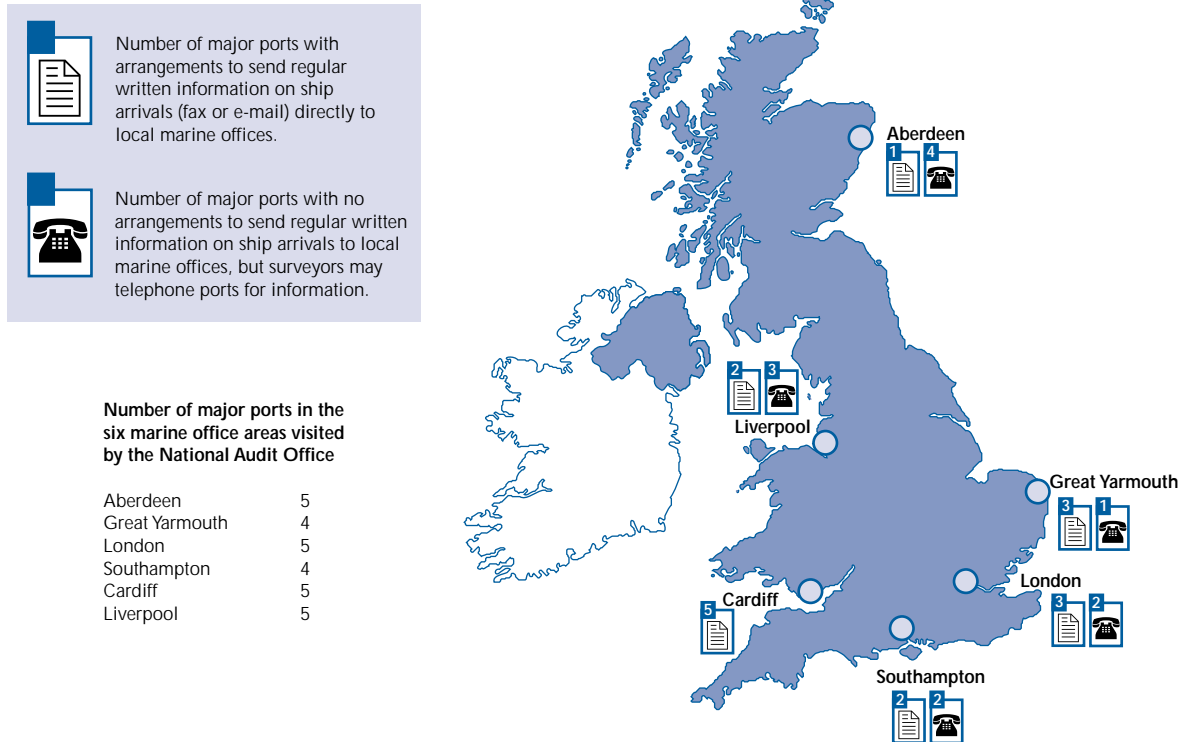 Number of major ports with
arrangements to send regular
written information on ship
arrivals (fax or e-mail) directly to
local marine offices.
Number of major ports with no
arrangements to send regular written
information on ship arrivals to local
marine offices, but surveyors may
telephone ports for information.
Number of major ports in the
six marine office areas visited
by the National Audit Office
Aberdeen 5
Great Yarmouth 4
London 5
Southampton 4
Cardiff 5
Liverpool 5
Aberdeen
1 4
2 3
Liverpool
Great Yarmouth
3 1
London
3 2
Cardiff
5
Southampton
2 2